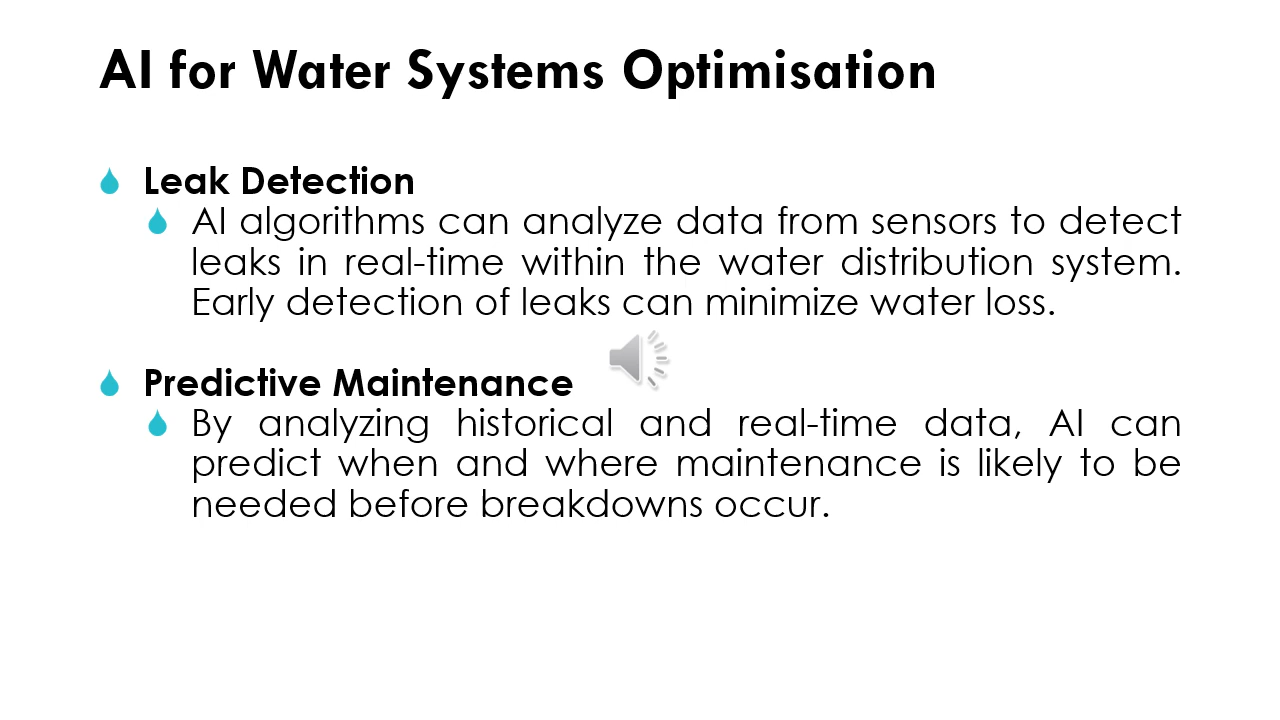 AI for Water Systems Optimisation
Leak Detection
AI algorithms can analyze data from sensors to detect
leaks in real-time within the water distribution system.
Early detection of leaks can minimize water loss.
Predictive Maintenance
By analyzing historical and real-time data, AI can
predict when and where maintenance is likely to be
needed before breakdowns occur.